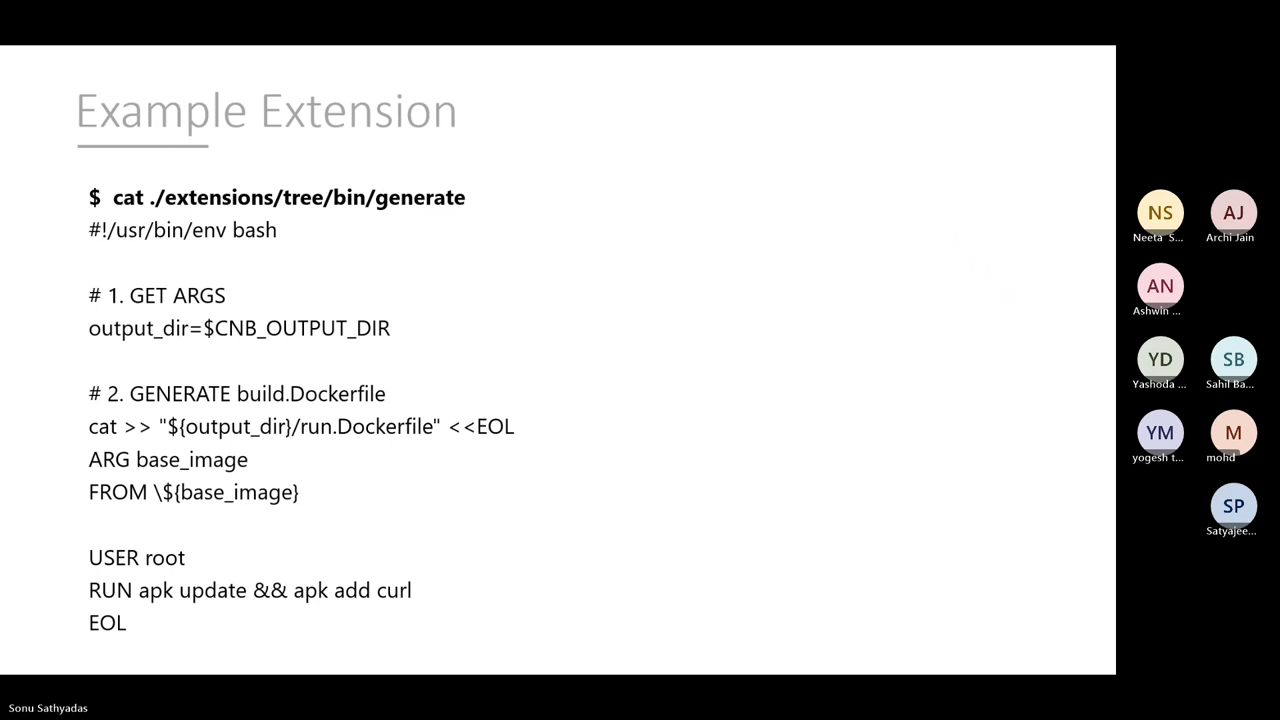 Example Extension
$ cat ./extensions/tree/bin/generate
#!/usr/bin/env bash
# 1. GET ARGS
output_dir=$CNB_OUTPUT_DIR
# 2. GENERATE build.Dockerfile
cat >> "${output_dir}/run.Dockerfile" <<EOL
ARG base_image
FROM \${base_image}
USER root
RUN apk update && apk add curl
EOL
NS
Neeta S...
AJ
Archi Jain
AN
Ashwin ...
YD
Yashoda ...
SB
Sahil Ba...
YM
yogesh t...
M
mohd
SP
Satyajee...
Sonu Sathyadas